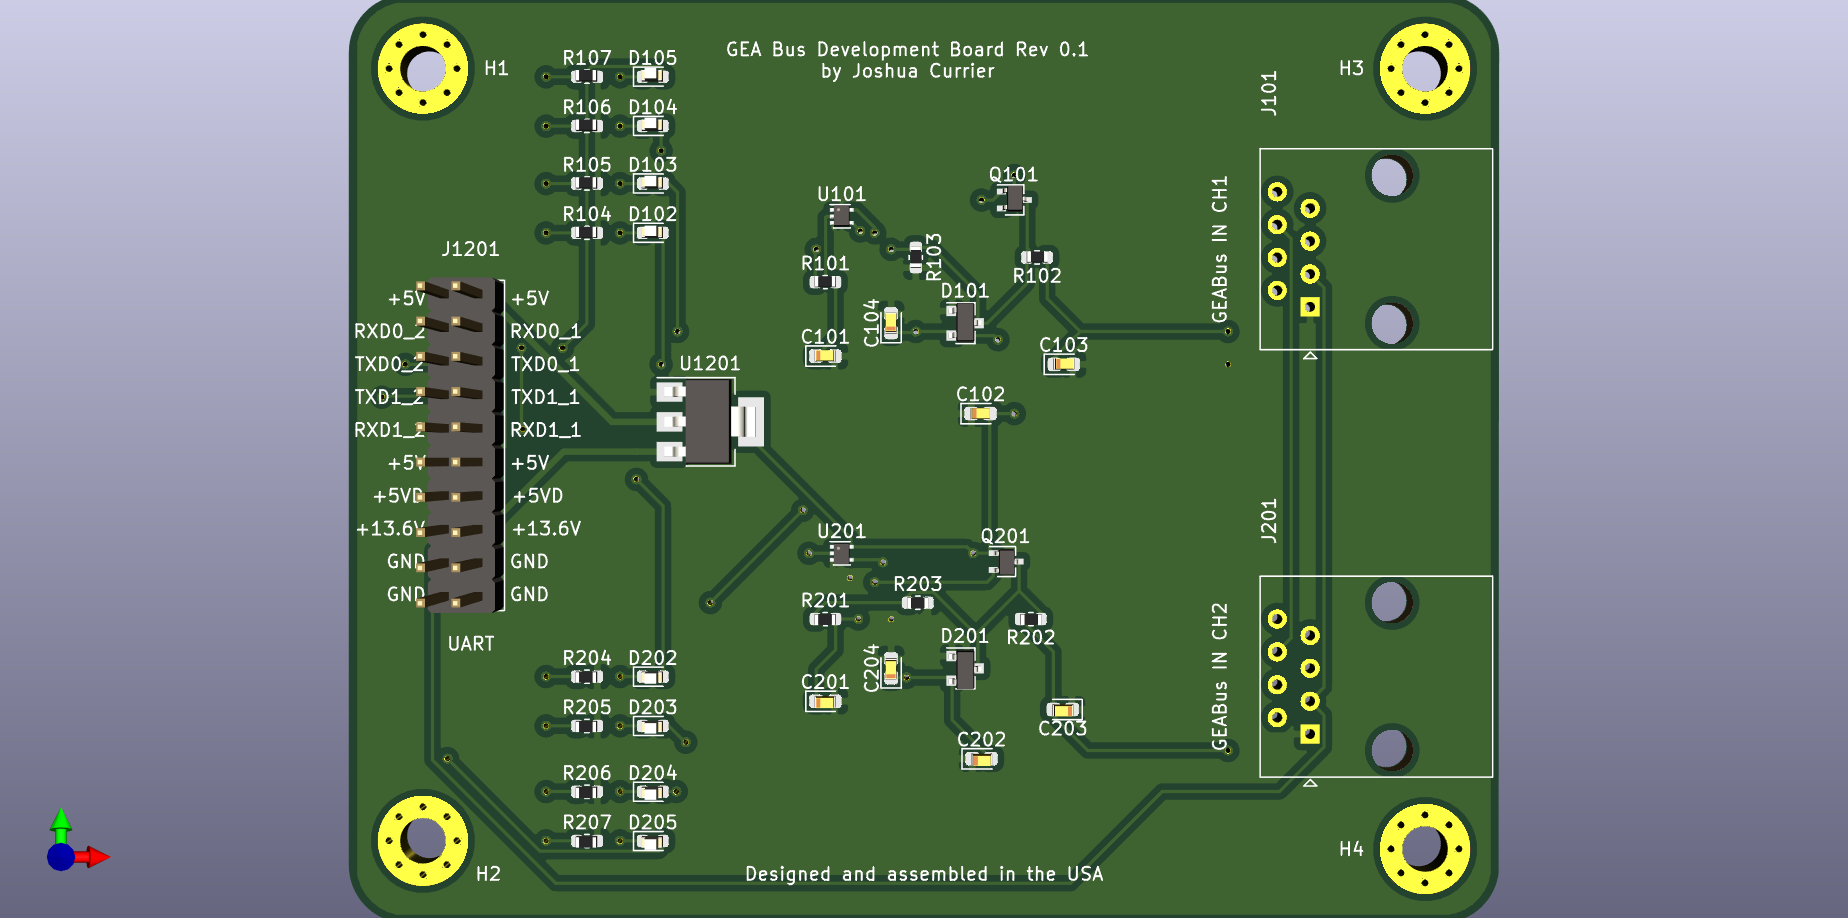 GEA Bus Development Board Rev 0.1
by Joshua Currier
H1
H3
R107 D105
R106 D104
R105 D103
R104 D102
J101
Q101
U101
R103
R101
R102
GEABus IN CH1
J1201
+5V +5V
RXD0_2 RXD0_1
TXD0_2 TXD0_1
TXD1_2 TXD1_1
RXD1_2 RXD1_1
+5V +5V
+5VD +5VD
+13.6V +13.6V
GND GND
GND GND
UART
D101
C104
C101
C103
U1201
C102
J201
U201
Q201
R203
R201
R202
D201
C204
C201
C203
C202
GEABus IN CH2
R204 D202
R205 D203
R206 D204
R207 D205
H2
H4
Designed and assembled in the USA